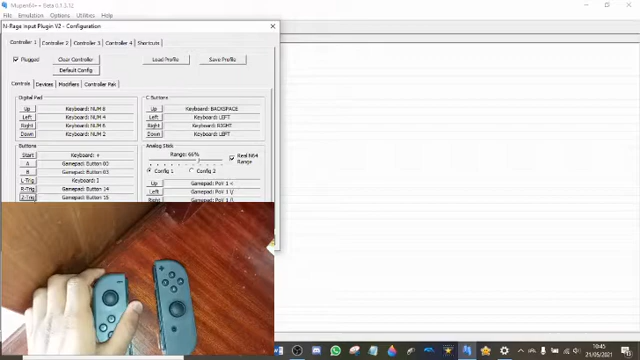 Mupen64++ Beta 0.1.3.12
File Emulation Options Utilities Help
N-Rage Input Plugin V2 - Configuration
Controller 1 Controller 2 Controller 3 Controller 4 Shortcuts
Plugged Clear Controller Load Profile Save Profile
Default Config
Controls Devices Modifiers Controller Pak
Digital Pad C Buttons
Up Keyboard: NUM 8 Up Keyboard: BACKSPACE
Left Keyboard: NUM 4 Left Keyboard: LEFT
Right Keyboard: NUM 6 Right Keyboard: RIGHT
Down Keyboard: NUM 2 Down Keyboard: LEFT
Buttons Analog Stick
Start Keyboard: + Range: 66% Real N64 Range
A Gamepad: Button 00 Config 1 Config 2
B Gamepad: Button 03
L-Trig Up Gamepad: PoV 1 <
R-Trig Gamepad: Button 14 Left Gamepad: PoV 1 \/
Z-Trig Gamepad: Button 15 Right Gamepad: PoV 1 /\
10:45
21/05/2021